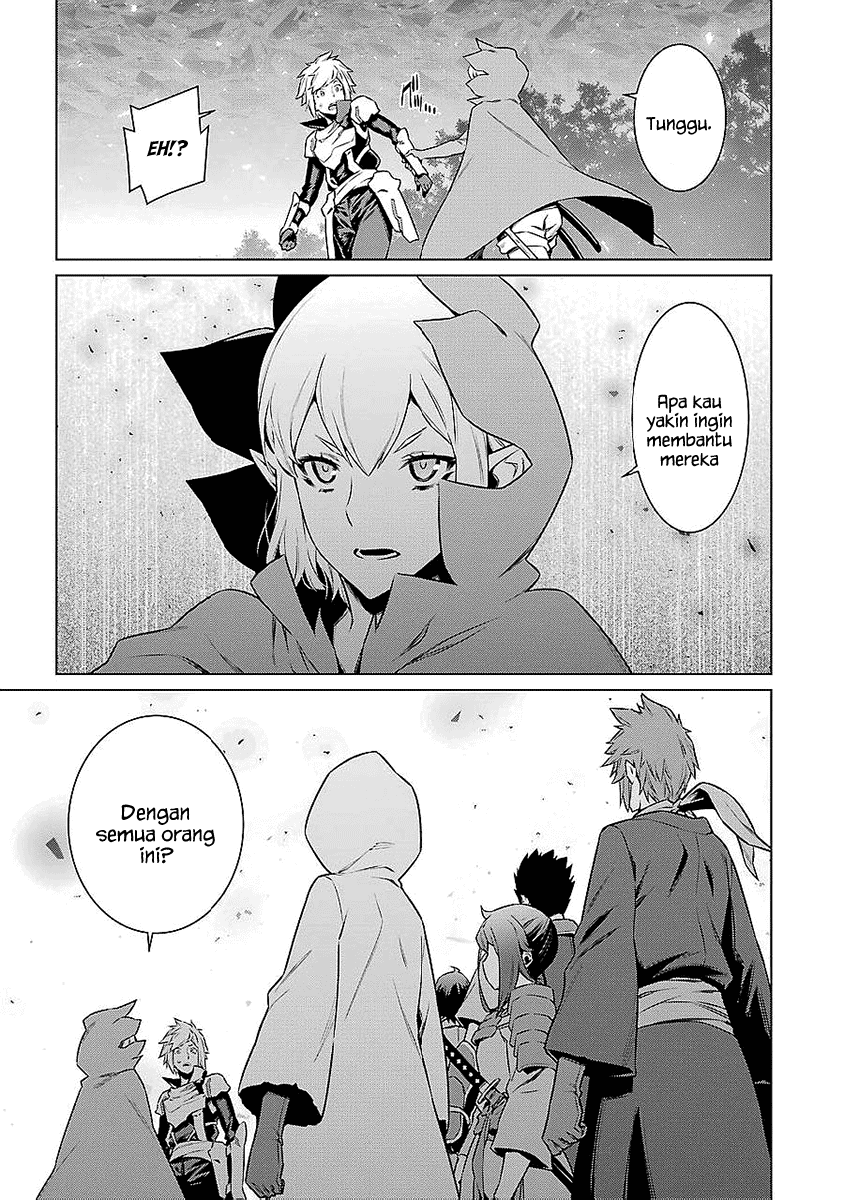 Tunggu.
EH!?
Apa kau
yakin ingin
membantu
mereka
Dengan
semua orang
ini?